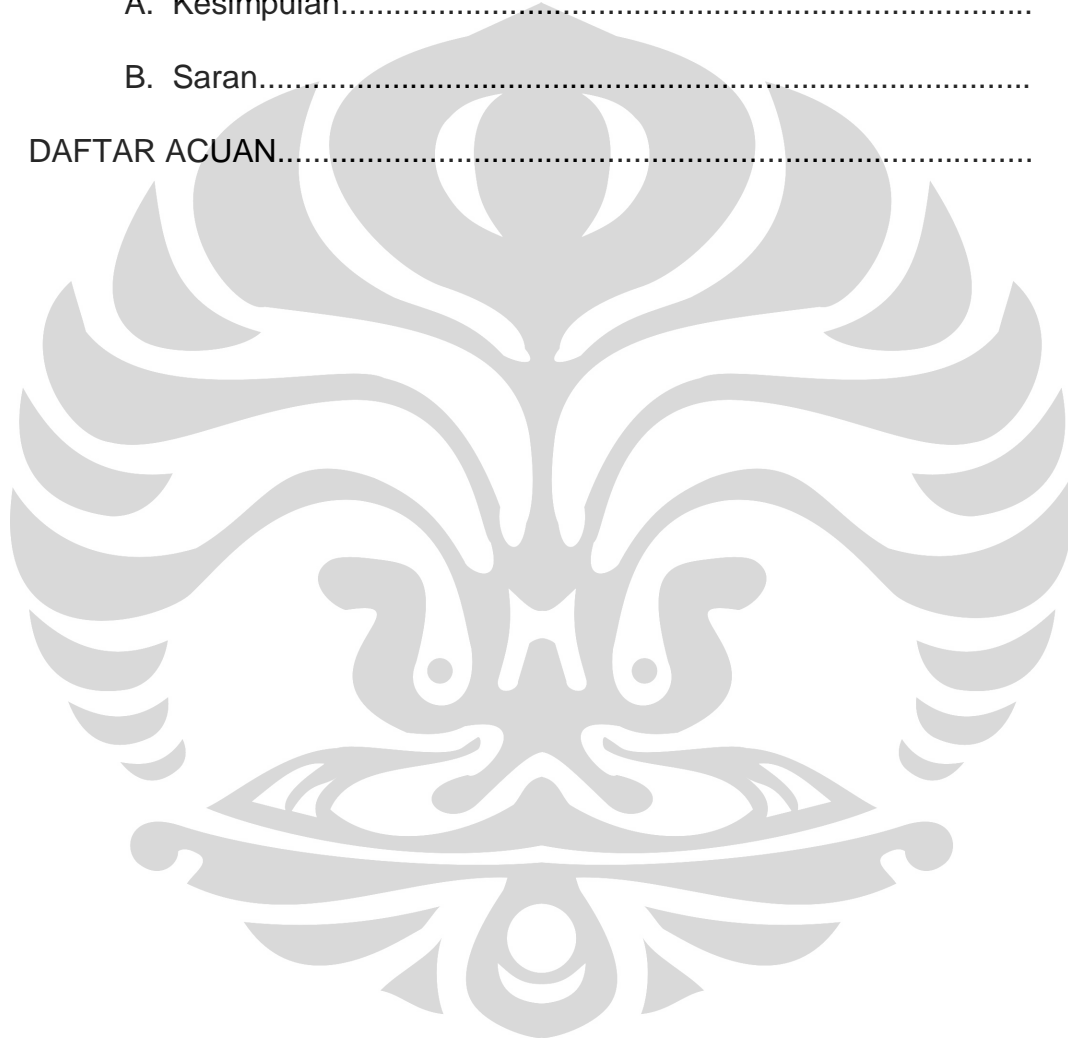 A. Kesimpulan................................................................................
B. Saran.........................................................................................
DAFTAR ACUAN.......................................................................................